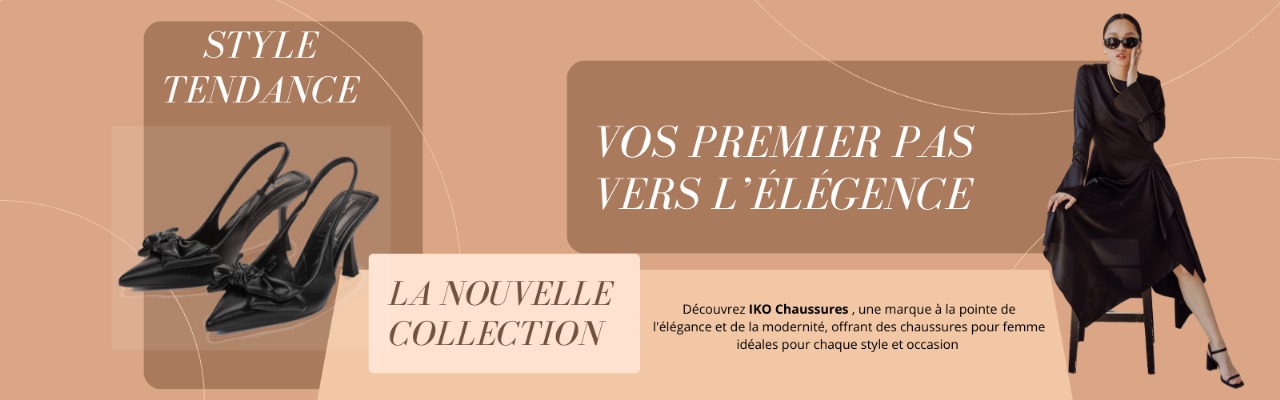 STYLE
TENDANCE
VOS PREMIER PAS
VERS L’ÉLÉGENCE
LA NOUVELLE
COLLECTION
Découvrez IKO Chaussures , une marque à la pointe de
l'élégance et de la modernité, offrant des chaussures pour femme
idéales pour chaque style et occasion